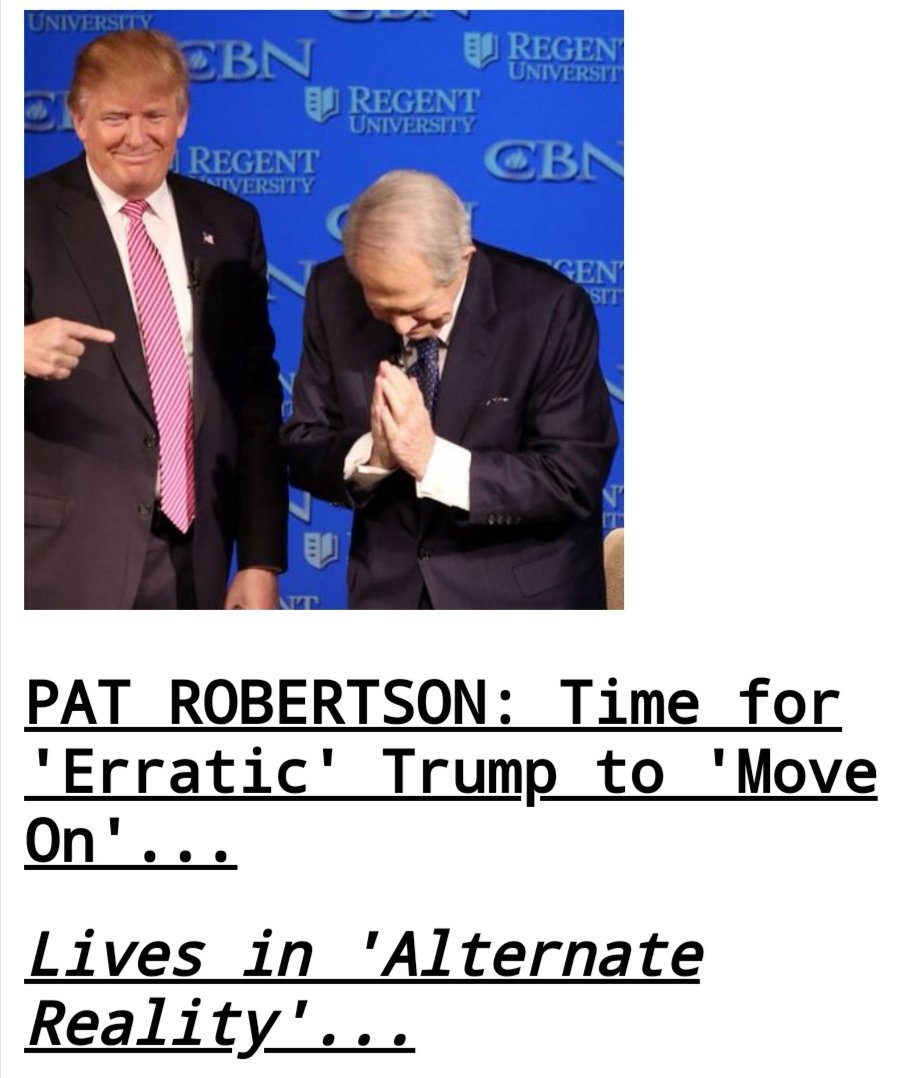 UNIVERSITY
CBN
REGENT
UNIVERSITY
REGENT
UNIVERSITY
CBN
REGENT
UNIVERSITY
PAT ROBERTSON: Time for
'Erratic' Trump to 'Move
On'...
Lives in 'Alternate
Reality'...